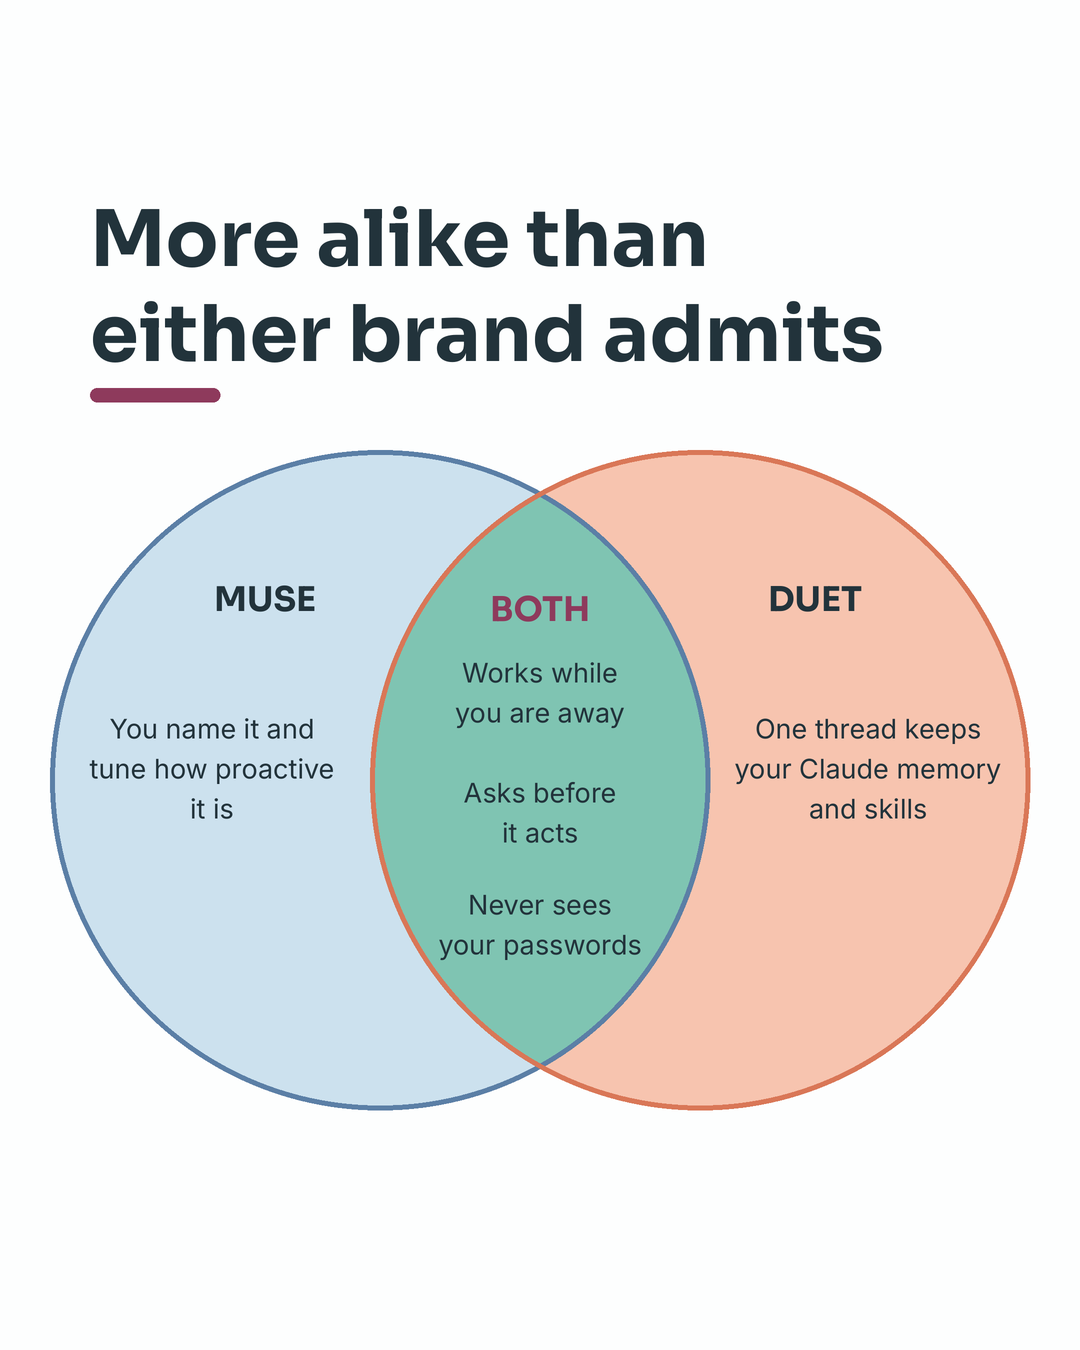 More alike than
either brand admits
MUSE
You name it and
tune how proactive
it is
BOTH
Works while
you are away
Asks before
it acts
Never sees
your passwords
DUET
One thread keeps
your Claude memory
and skills